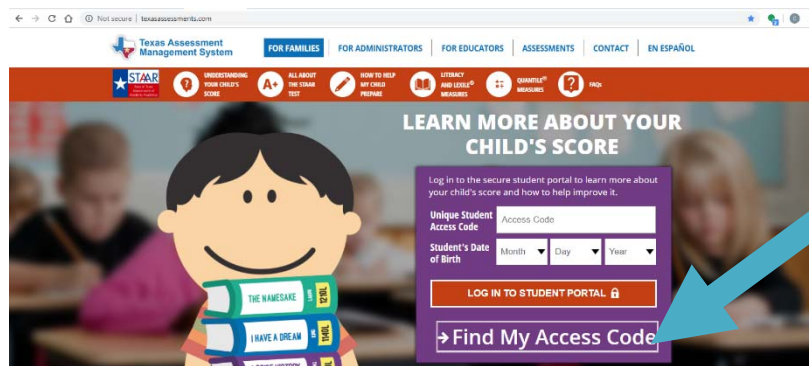 Not secure | texasassessments.com
Texas Assessment
Management System
FOR FAMILIES
FOR ADMINISTRATORS
FOR EDUCATORS
ASSESSMENTS
CONTACT
EN ESPAÑOL
STAAR
UNDERSTANDING
YOUR CHILD'S
SCORE
A+
ALL ABOUT
THE STAAR
TEST
HOW TO HELP
MY CHILD
PREPARE
LITERACY
AND LEXILE®
MEASURES
QUANTILE®
MEASURES
FAQs
LEARN MORE ABOUT YOUR
CHILD'S SCORE
Log in to the secure student portal to learn more about
your child's score and how to help improve it.
Unique Student
Access Code
Access Code
Student's Date
of Birth
Month
Day
Year
LOG IN TO STUDENT PORTAL
Find My Access Code
THE NAMESAKE
1210L
I HAVE A DREAM
1140L